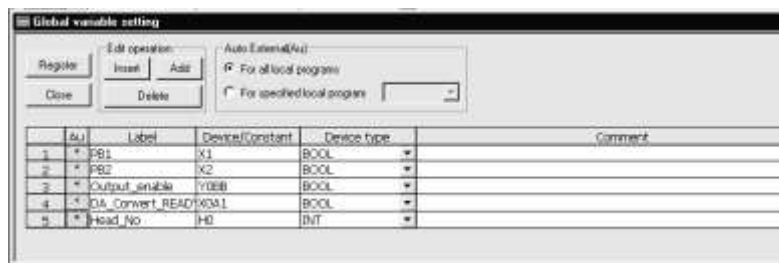 Global variable setting
Edit operation
Auto External(Au)
Register
Insert
Add
For all local programs
Close
Delete
For specified local program
Au Label Device/Constant Device type Comment
1 * PB1 X1 BOOL
2 * PB2 X2 BOOL
3 * Output_enable Y0BB BOOL
4 * DA_Convert_READY X0A1 BOOL
5 * Head_No H0 INT